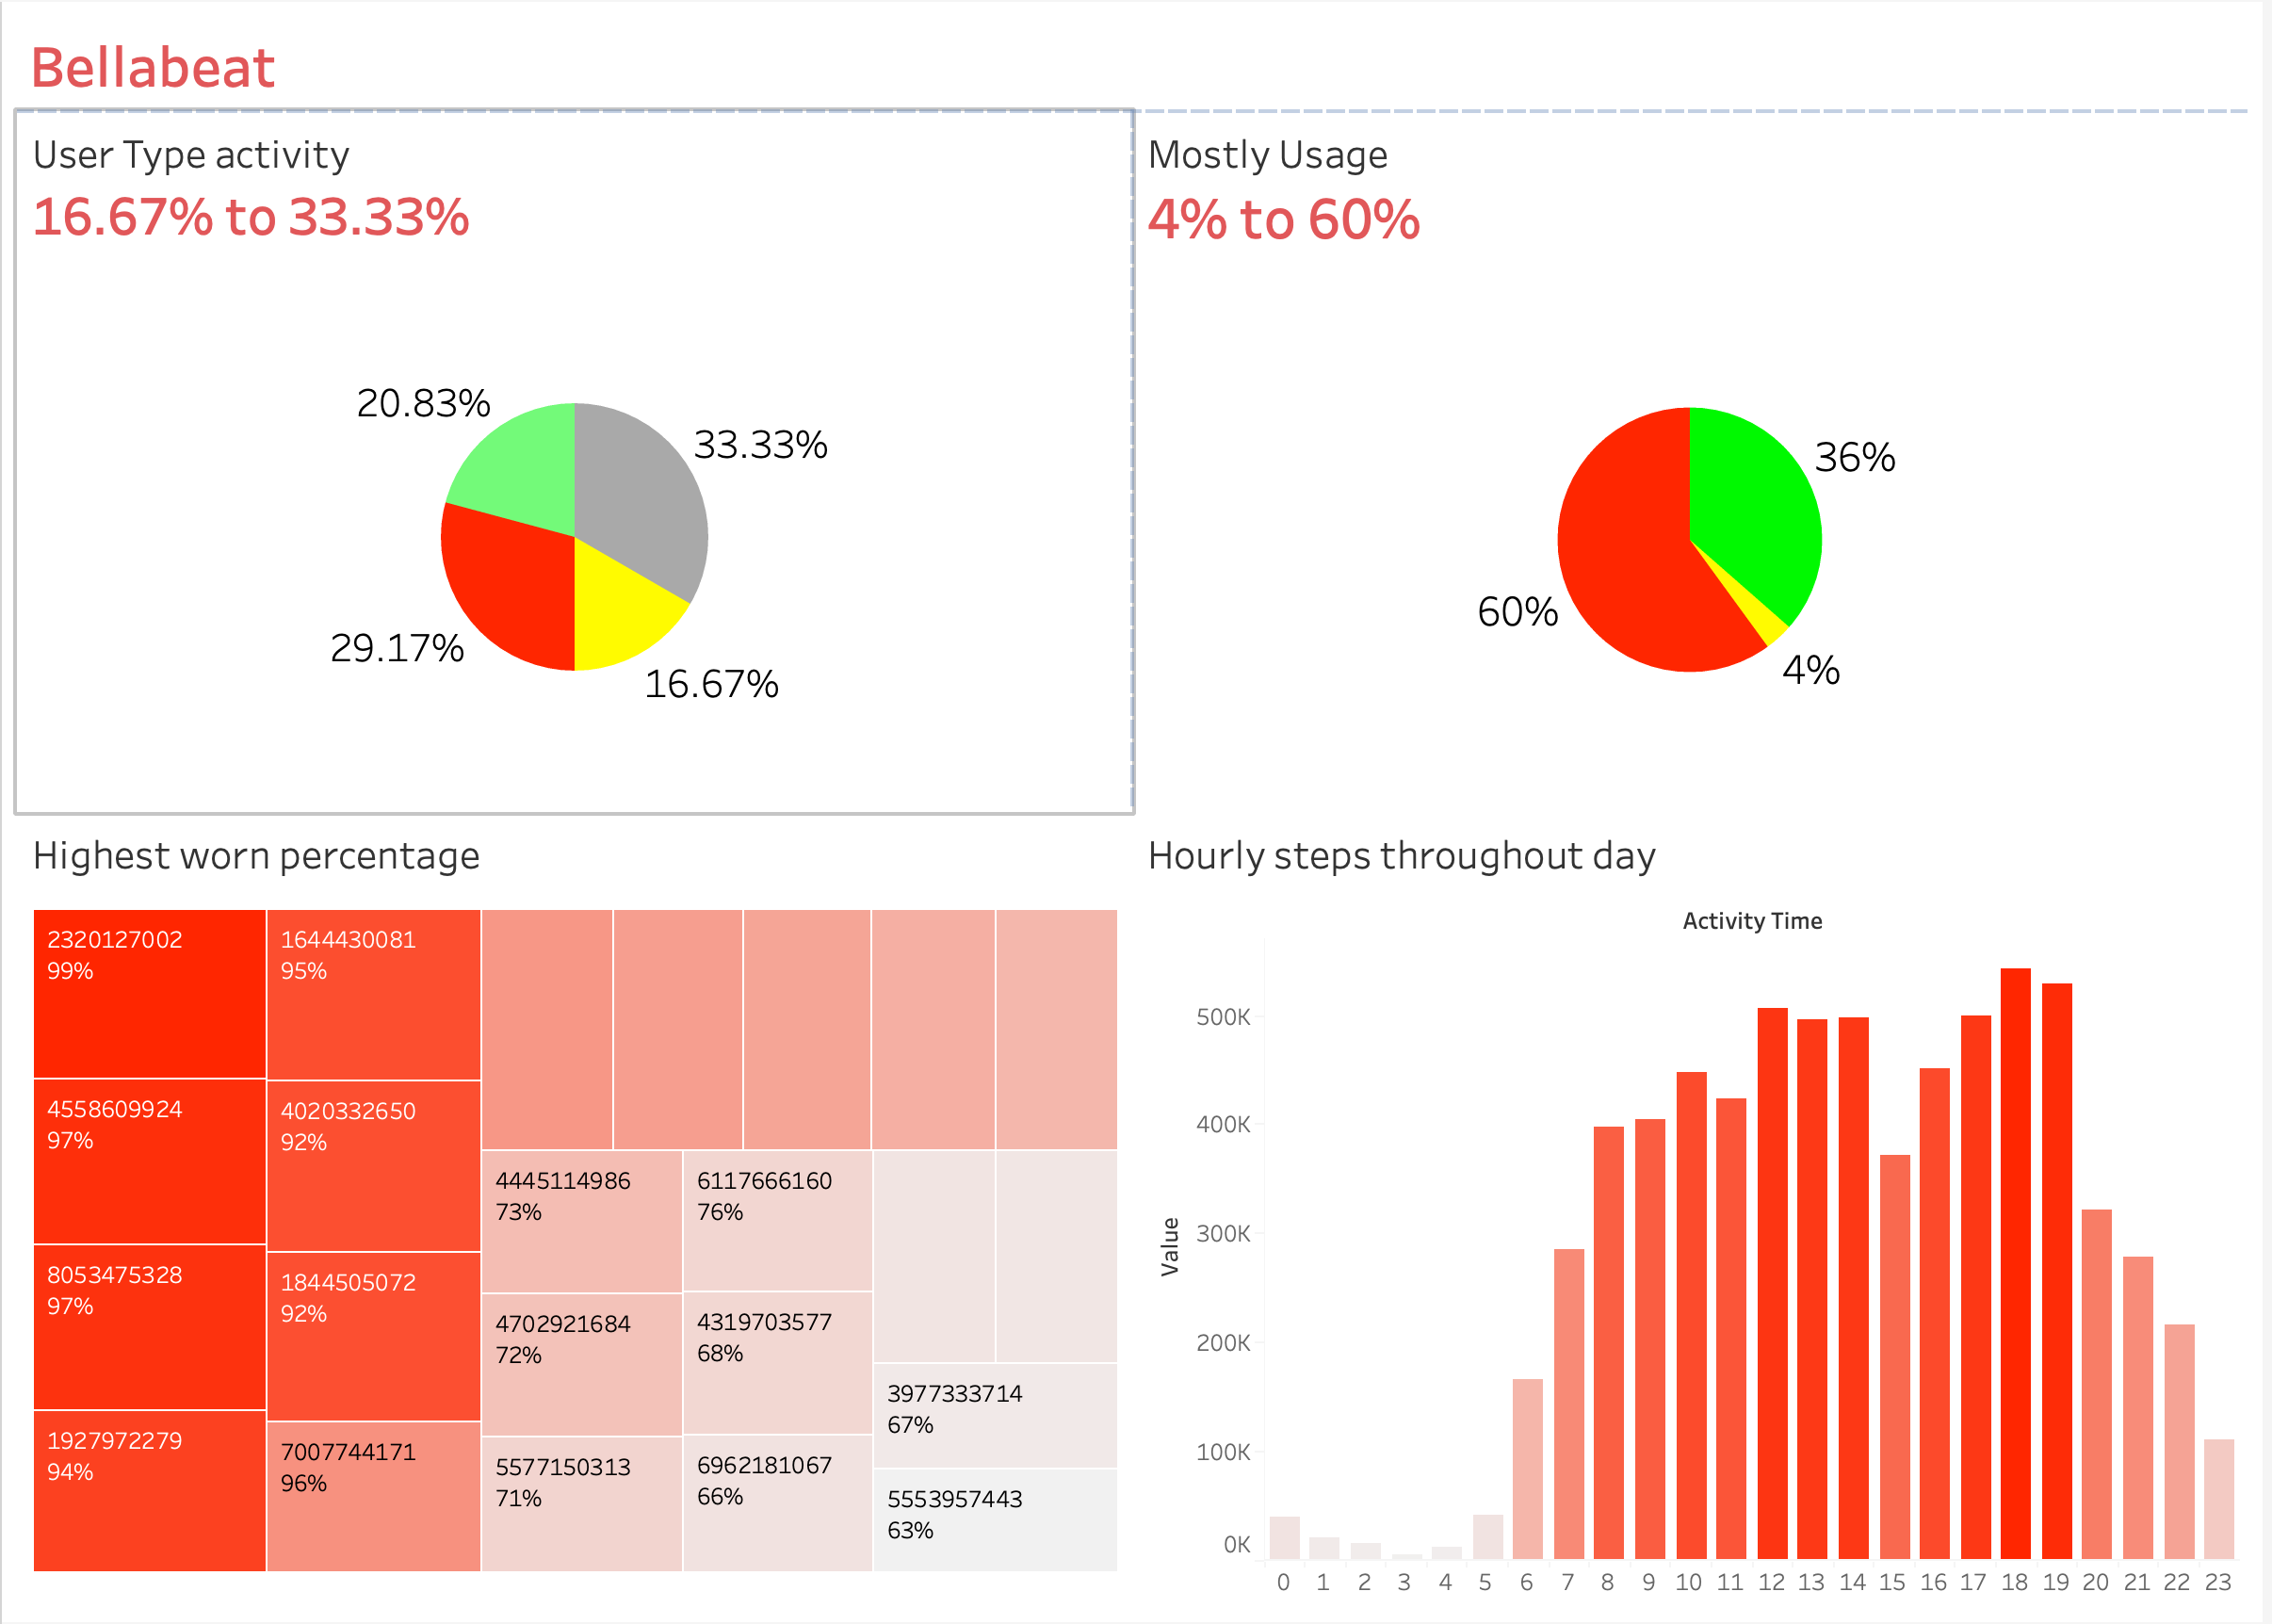 Bellabeat
User Type activity
16.67% to 33.33%
20.83%
33.33%
29.17%
16.67%
Mostly Usage
4% to 60%
36%
60%
4%
Highest worn percentage
2320127002
99%
4558609924
97%
8053475328
97%
1927972279
94%
1644430081
95%
4020332650
92%
1844505072
92%
7007744171
96%
4445114986
73%
4702921684
72%
5577150313
71%
6117666160
76%
4319703577
68%
6962181067
66%
3977333714
67%
5553957443
63%
Hourly steps throughout day
Activity Time
Value
500K
400K
300K
200K
100K
0K
0 1 2 3 4 5 6 7 8 9 10 11 12 13 14 15 16 17 18 19 20 21 22 23